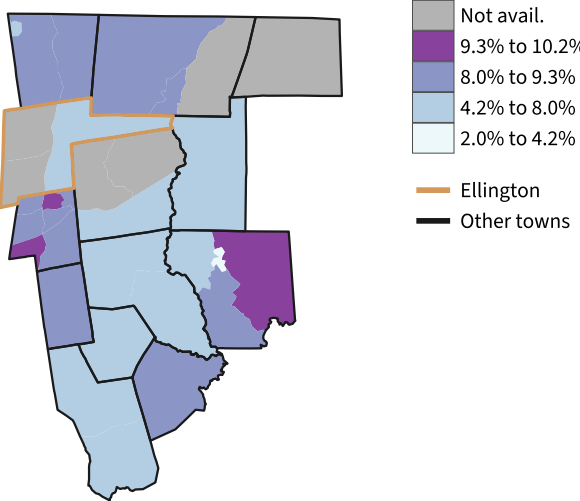 Not avail.
9.3% to 10.2%
8.0% to 9.3%
4.2% to 8.0%
2.0% to 4.2%
Ellington
Other towns